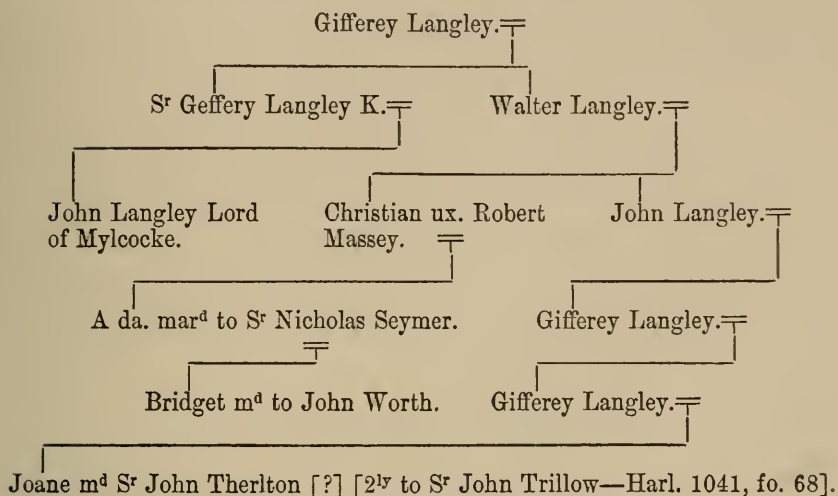 Gifferey Langley.
Sr Geffery Langley K. Walter Langley.
John Langley Lord of Mylcocke. Christian ux. Robert Massey. John Langley.
A da. mard to Sr Nicholas Seymer. Gifferey Langley.
Bridget md to John Worth. Gifferey Langley.
Joane md Sr John Therlton [?] [2ly to Sr John Trillow—Harl. 1041, fo. 68].